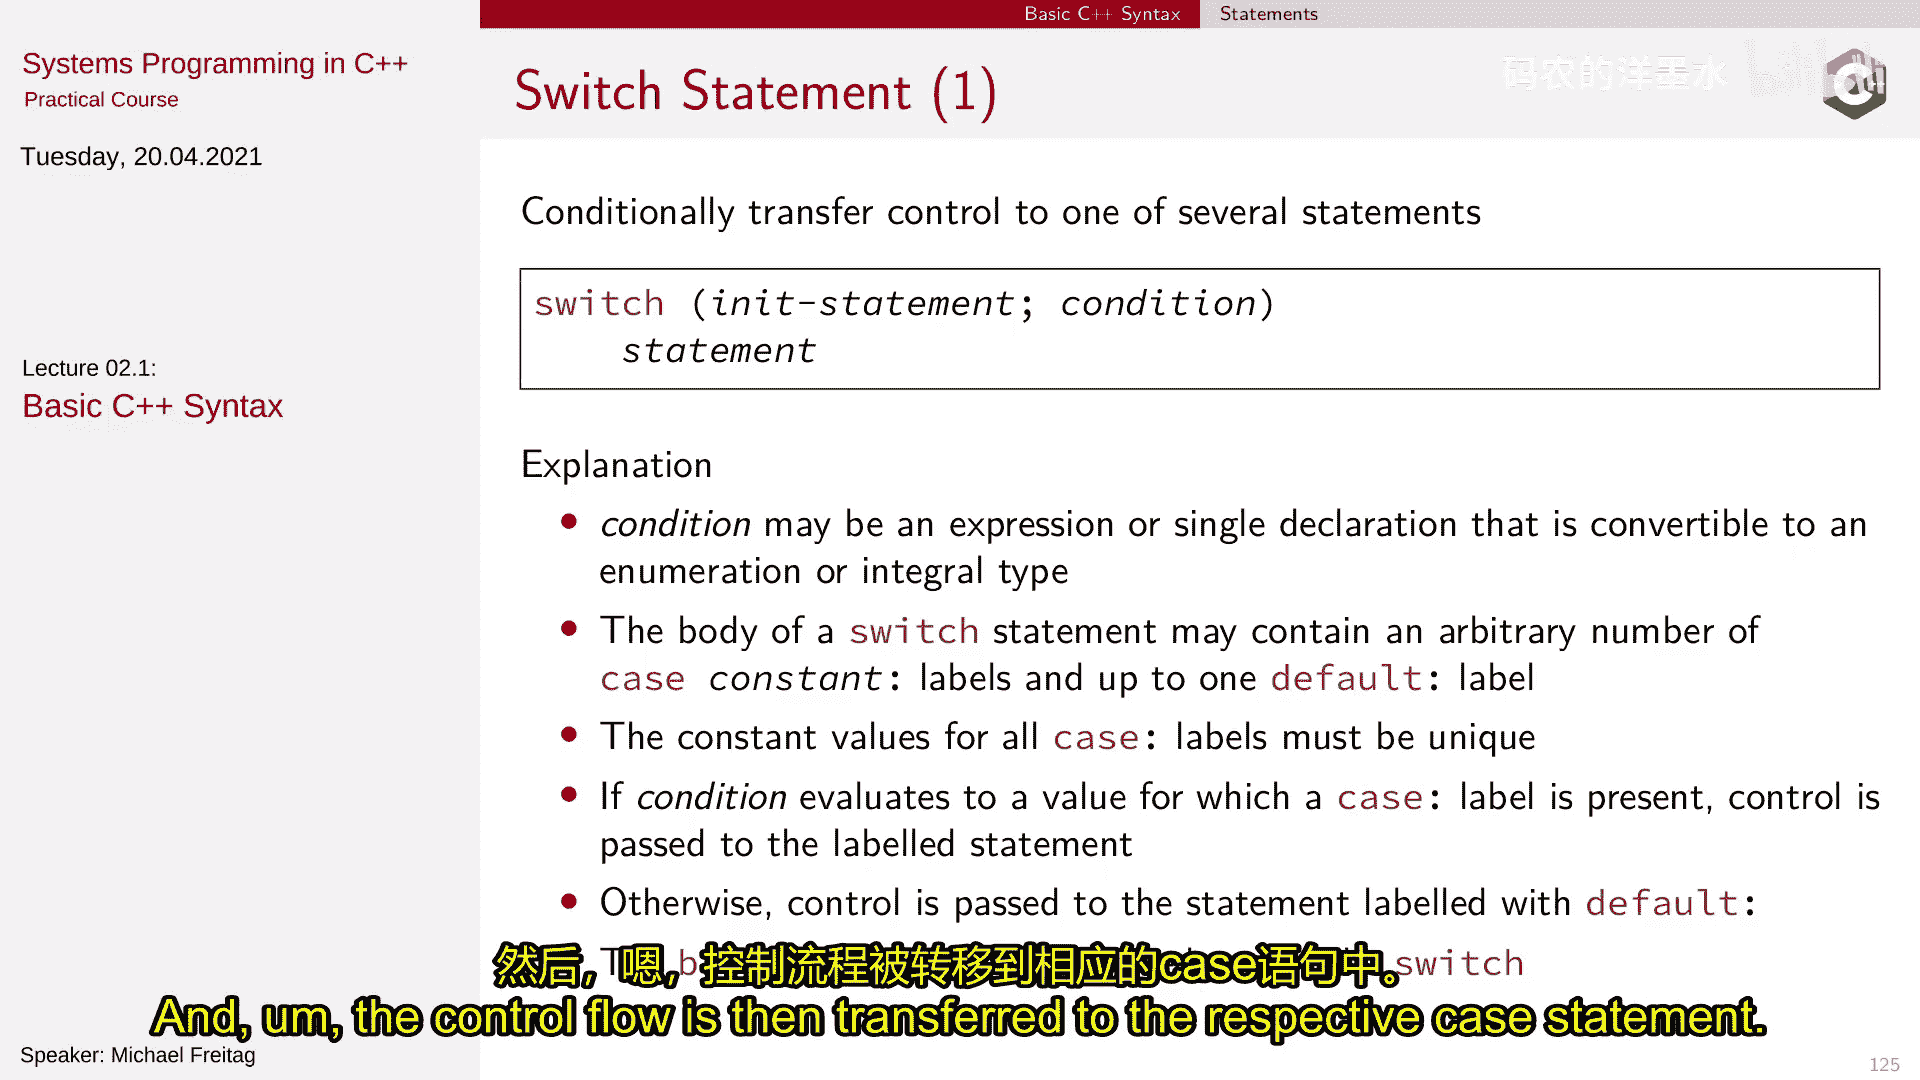 Basic C++ Syntax Statements
Systems Programming in C++
Practical Course
Tuesday, 20.04.2021
Lecture 02.1:
Basic C++ Syntax
Switch Statement (1)
码农的洋墨水
Conditionally transfer control to one of several statements
switch (init-statement; condition)
statement
Explanation
• condition may be an expression or single declaration that is convertible to an
enumeration or integral type
• The body of a switch statement may contain an arbitrary number of
case constant: labels and up to one default: label
• The constant values for all case: labels must be unique
• If condition evaluates to a value for which a case: label is present, control is
passed to the labelled statement
• Otherwise, control is passed to the statement labelled with default:
switch
然后，嗯，控制流程被转移到相应的case语句中。
And, um, the control flow is then transferred to the respective case statement.
Speaker: Michael Freitag
125